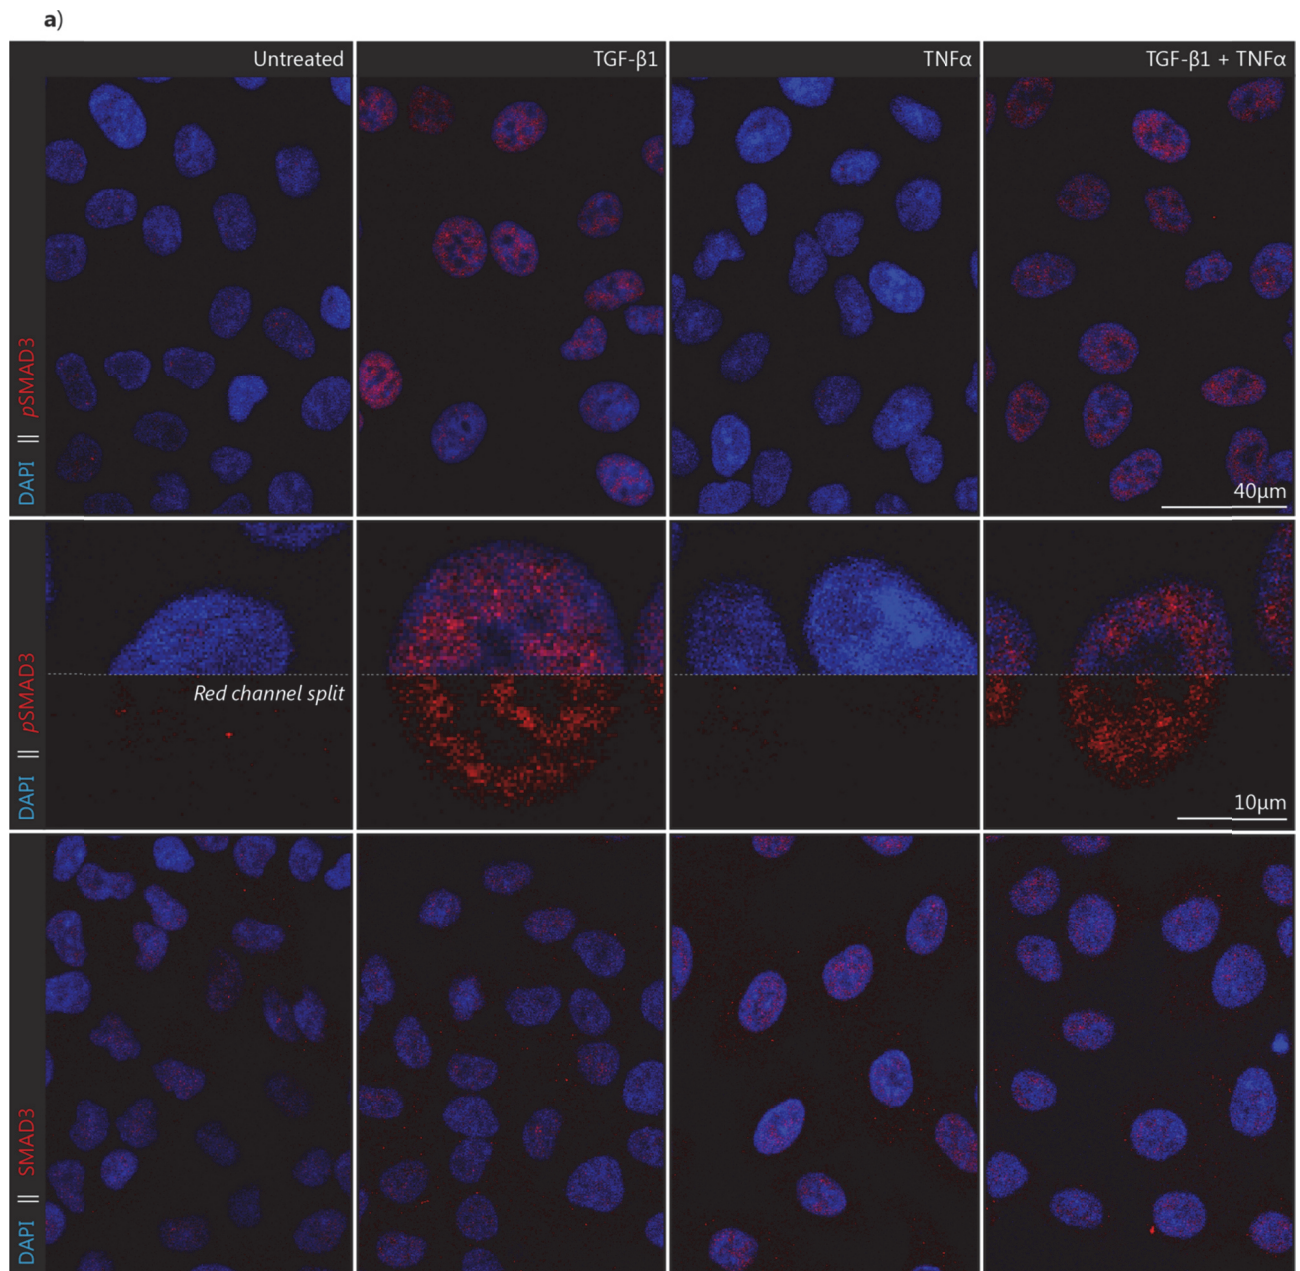 a)
Untreated
TGF-β1
TNFα
TGF-β1 + TNFα
DAPI || pSMAD3
40μm
DAPI || pSMAD3
Red channel split
10μm
DAPI || SMAD3